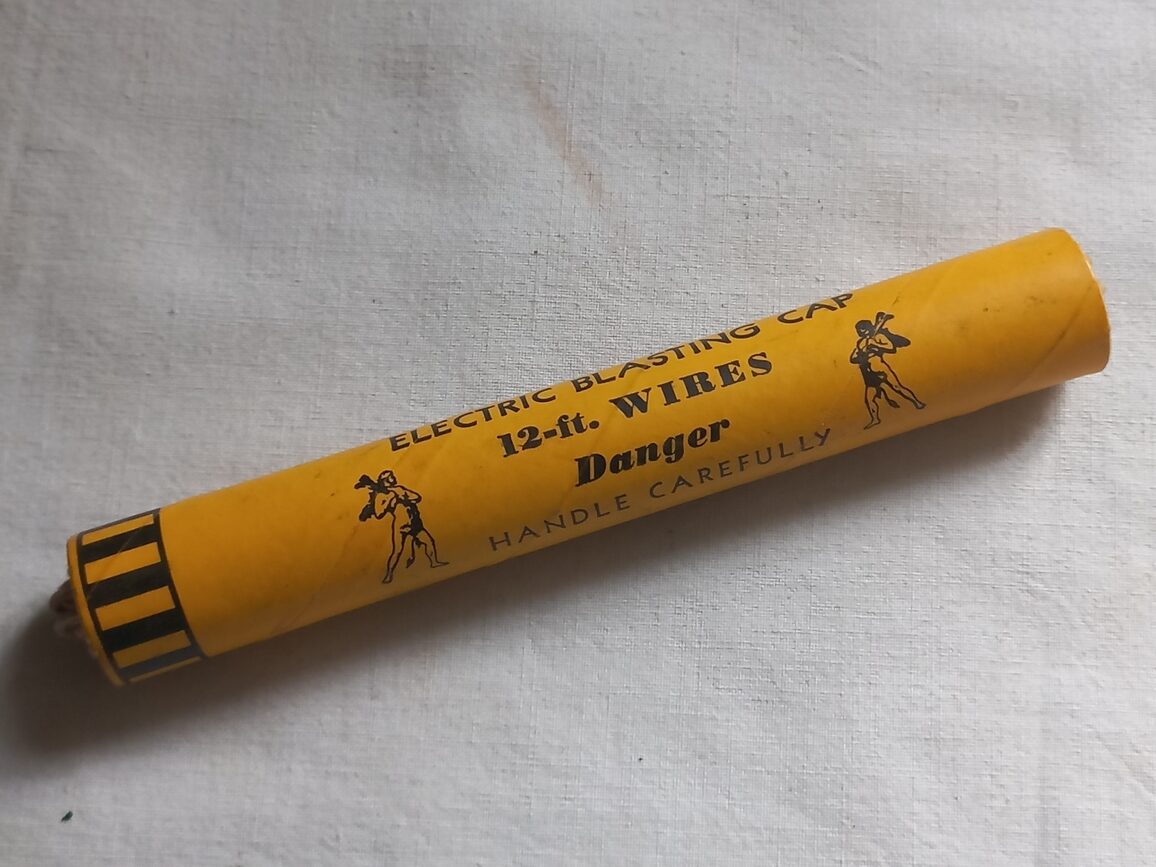 ELECTRIC BLASTING CAP
12-ft. WIRES
Danger
HANDLE CAREFULLY